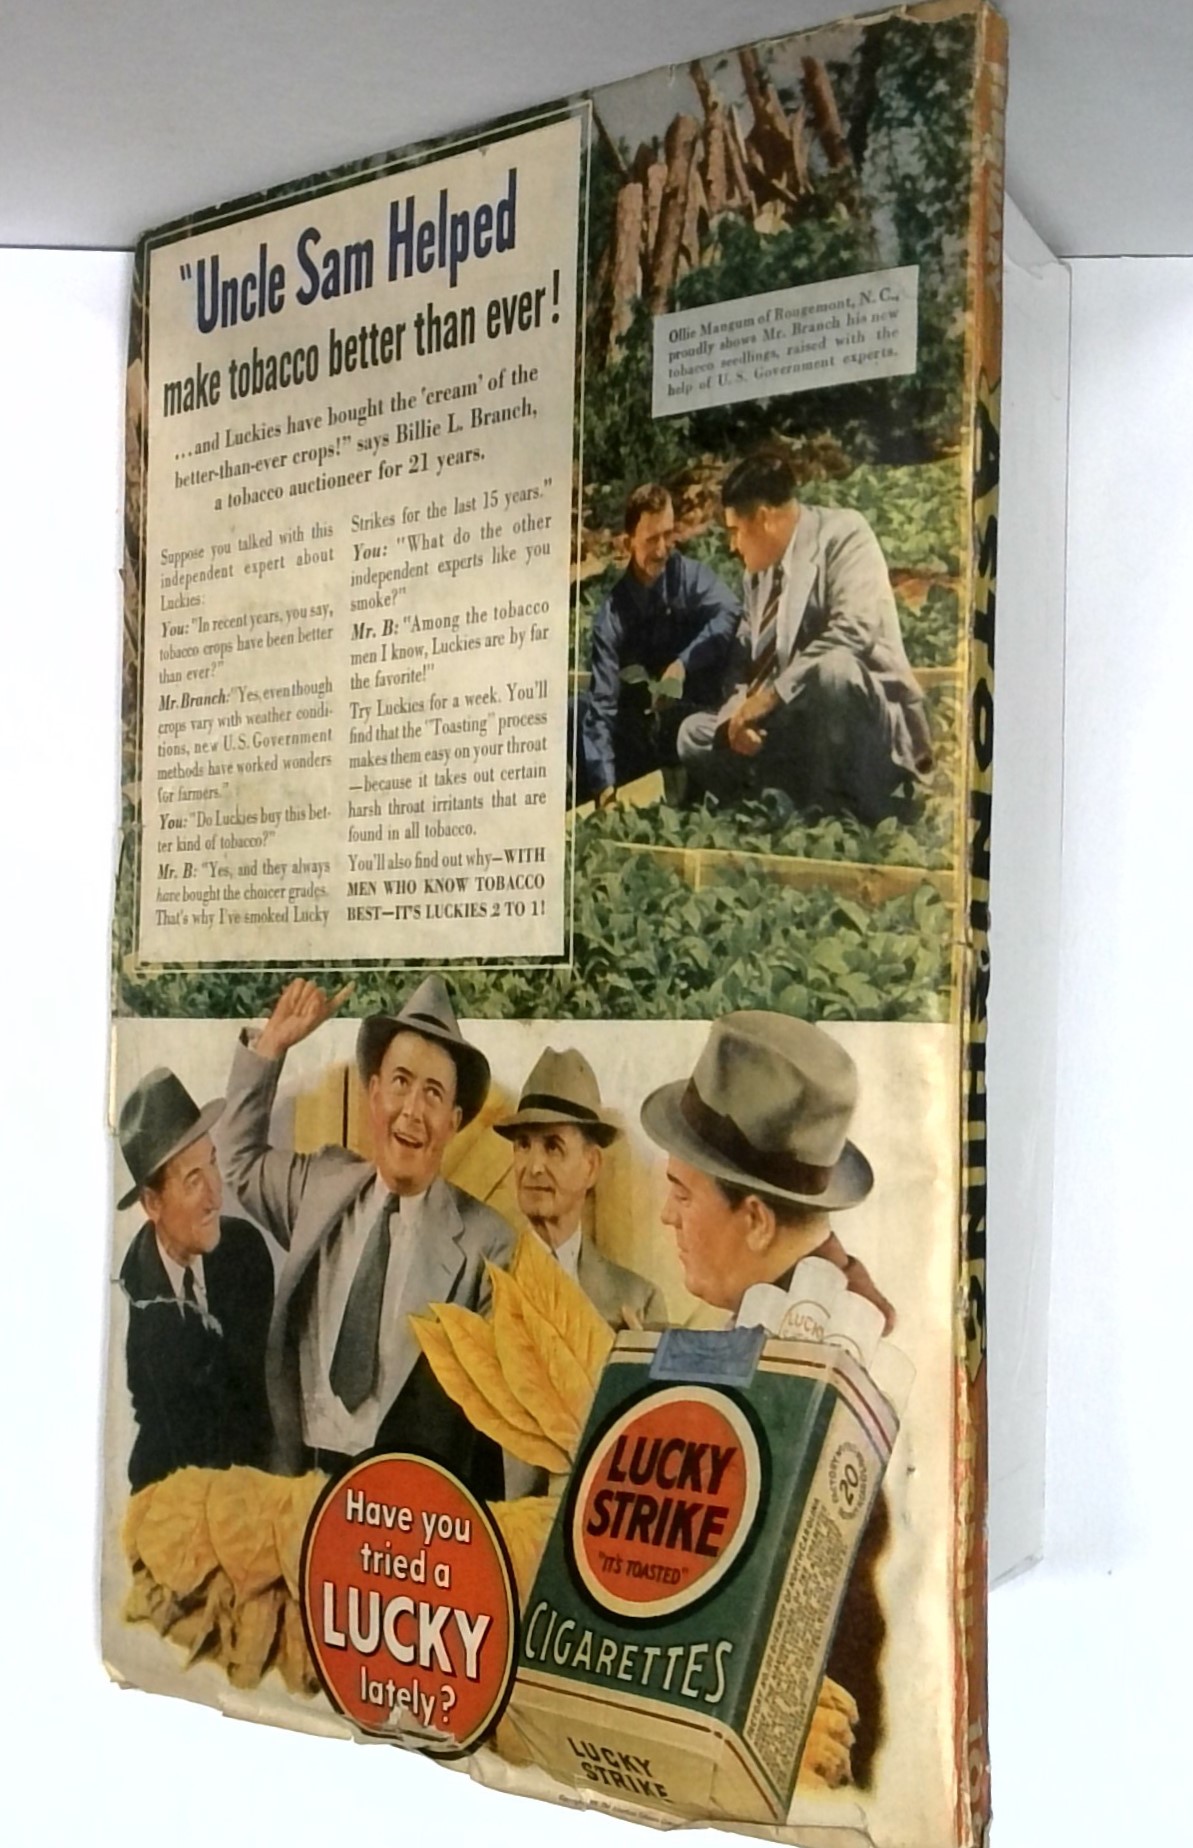 "Uncle Sam Helped
make tobacco better than ever!
...and Luckies have bought the 'cream' of the
better-than-ever crops!" says Billie L. Branch,
a tobacco auctioneer for 21 years.
Suppose you talked with this
independent expert about
Luckies:
You: "In recent years, you say,
tobacco crops have been better
than ever?"
Mr. Branch: "Yes, even though
crops vary with weather condi-
tions, new U.S. Government
methods have worked wonders
for farmers."
You: "Do Luckies buy this bet-
ter kind of tobacco?"
Mr. B: "Yes, and they always
have bought the choicer grades.
That's why I've smoked Lucky
Strikes for the last 15 years."
You: "What do the other
independent experts like you
smoke?"
Mr. B: "Among the tobacco
men I know, Luckies are by far
the favorite!"
Try Luckies for a week. You'll
find that the "Toasting" process
makes them easy on your throat
—because it takes out certain
harsh throat irritants that are
found in all tobacco.
You'll also find out why—WITH
MEN WHO KNOW TOBACCO
BEST—IT'S LUCKIES 2 TO 1!
Ollie Mangum of Rougemont, N. C.,
proudly shows Mr. Branch his new
tobacco seedlings, raised with the
help of U. S. Government experts.
LUCKY
LUCKY
STRIKE
"IT'S TOASTED"
CIGARETTES
20
LUCKY
STRIKE
Have you
tried a
LUCKY
lately?